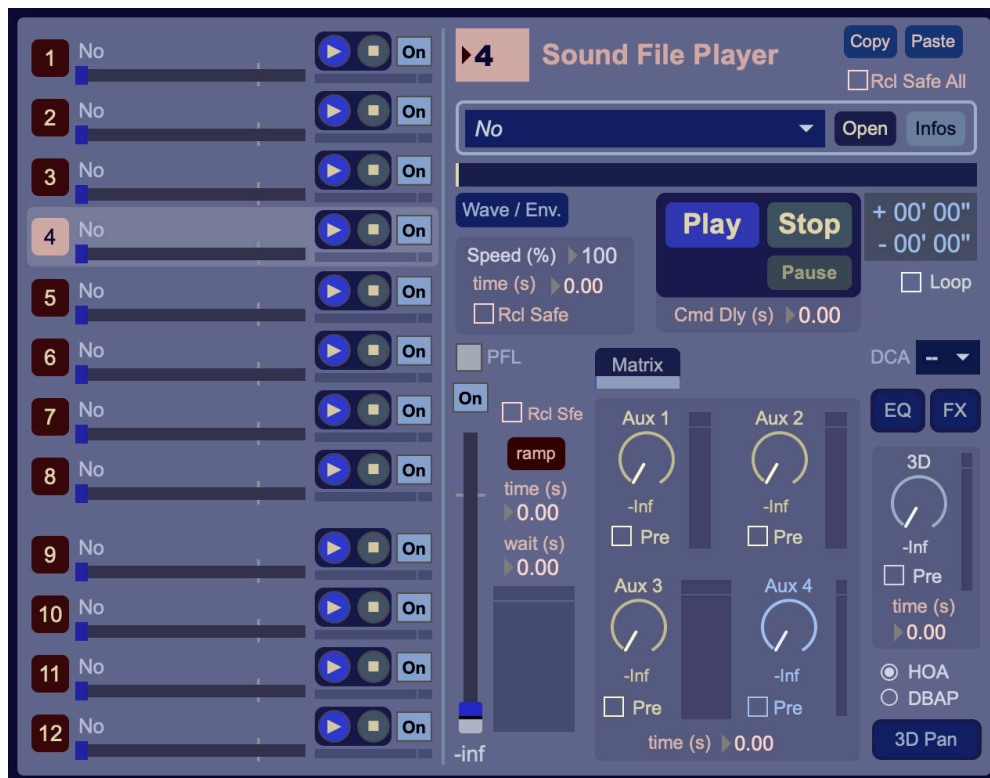 1 No On
2 No On
3 No On
4 No On
5 No On
6 No On
7 No On
8 No On
9 No On
10 No On
11 No On
12 No On
4 Sound File Player Copy Paste
Rcl Safe All
No Open Infos
Wave / Env.
Speed (%) 100
time (s) 0.00
Rcl Safe
Play Stop
Pause
Cmd Dly (s) 0.00
+ 00' 00"
- 00' 00"
Loop
PFL
On
Rcl Sfe
ramp
time (s)
0.00
wait (s)
0.00
-inf
Matrix
Aux 1 Aux 2
-Inf -Inf
Pre Pre
Aux 3 Aux 4
-Inf -Inf
Pre Pre
time (s) 0.00
DCA --
EQ FX
3D
-Inf
Pre
time (s)
0.00
HOA
DBAP
3D Pan